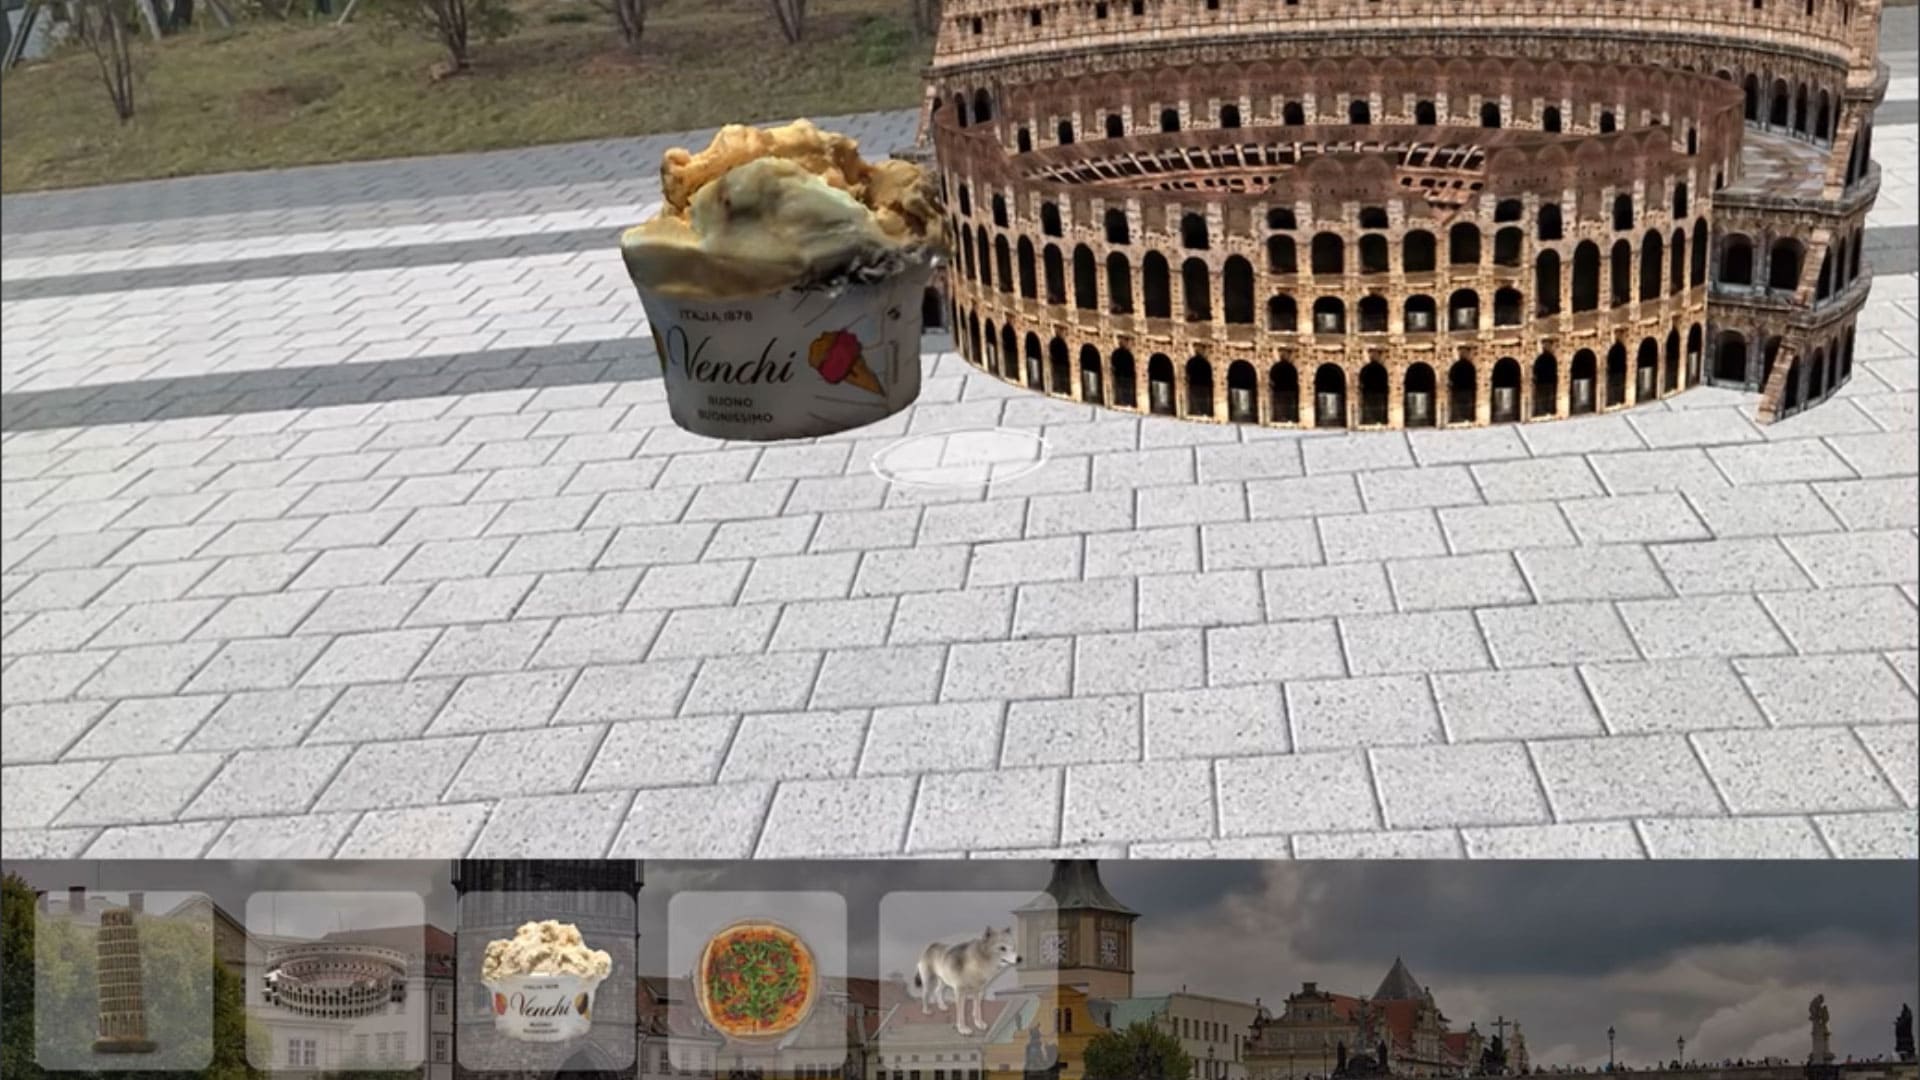 ITALIA, 1878
Venchi
BUONO
BUONISSIMO
Venchi